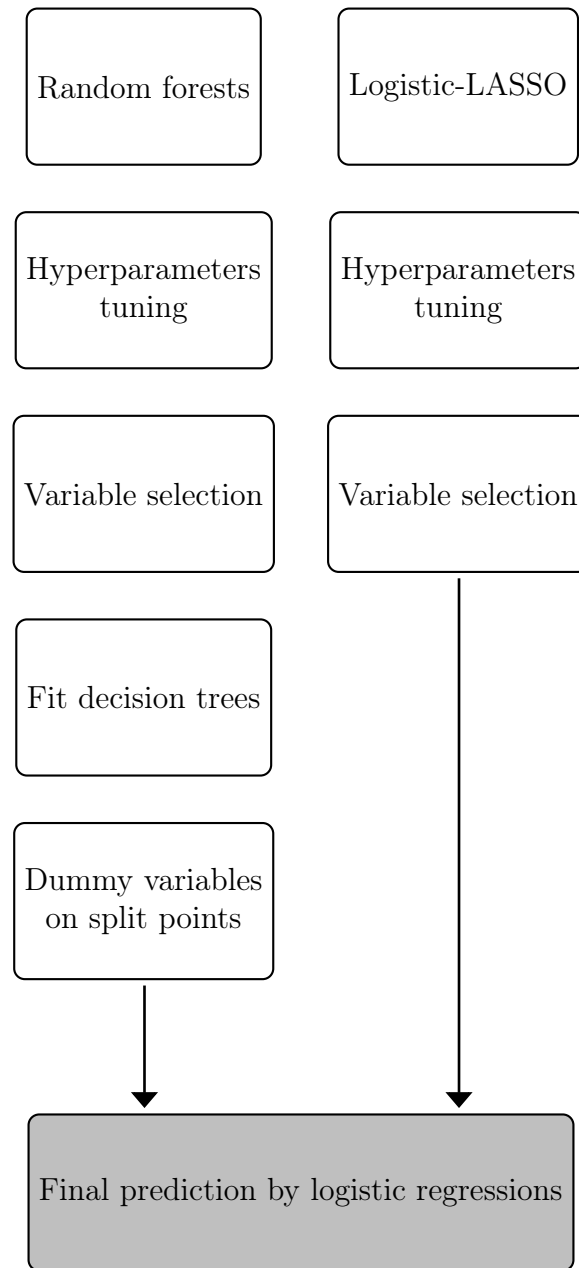 Random forests
Logistic-LASSO
Hyperparameters
tuning
Hyperparameters
tuning
Variable selection
Variable selection
Fit decision trees
Dummy variables
on split points
Final prediction by logistic regressions